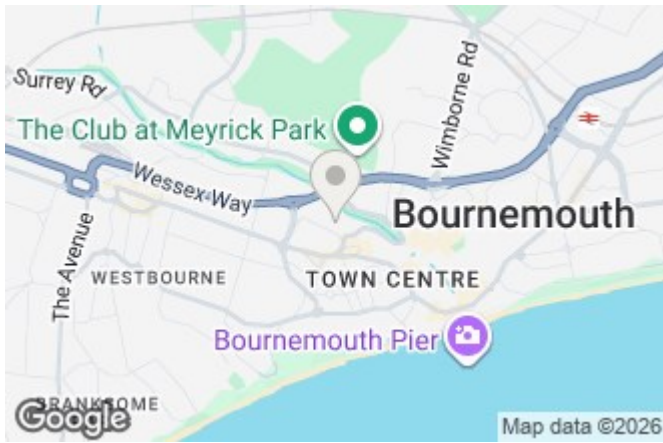 Surrey Rd
Wimborne Rd
The Club at Meyrick Park
Wessex Way
Bournemouth
The Avenue
WESTBOURNE
TOWN CENTRE
Bournemouth Pier
BRANKSOME
Google
Map data ©2026